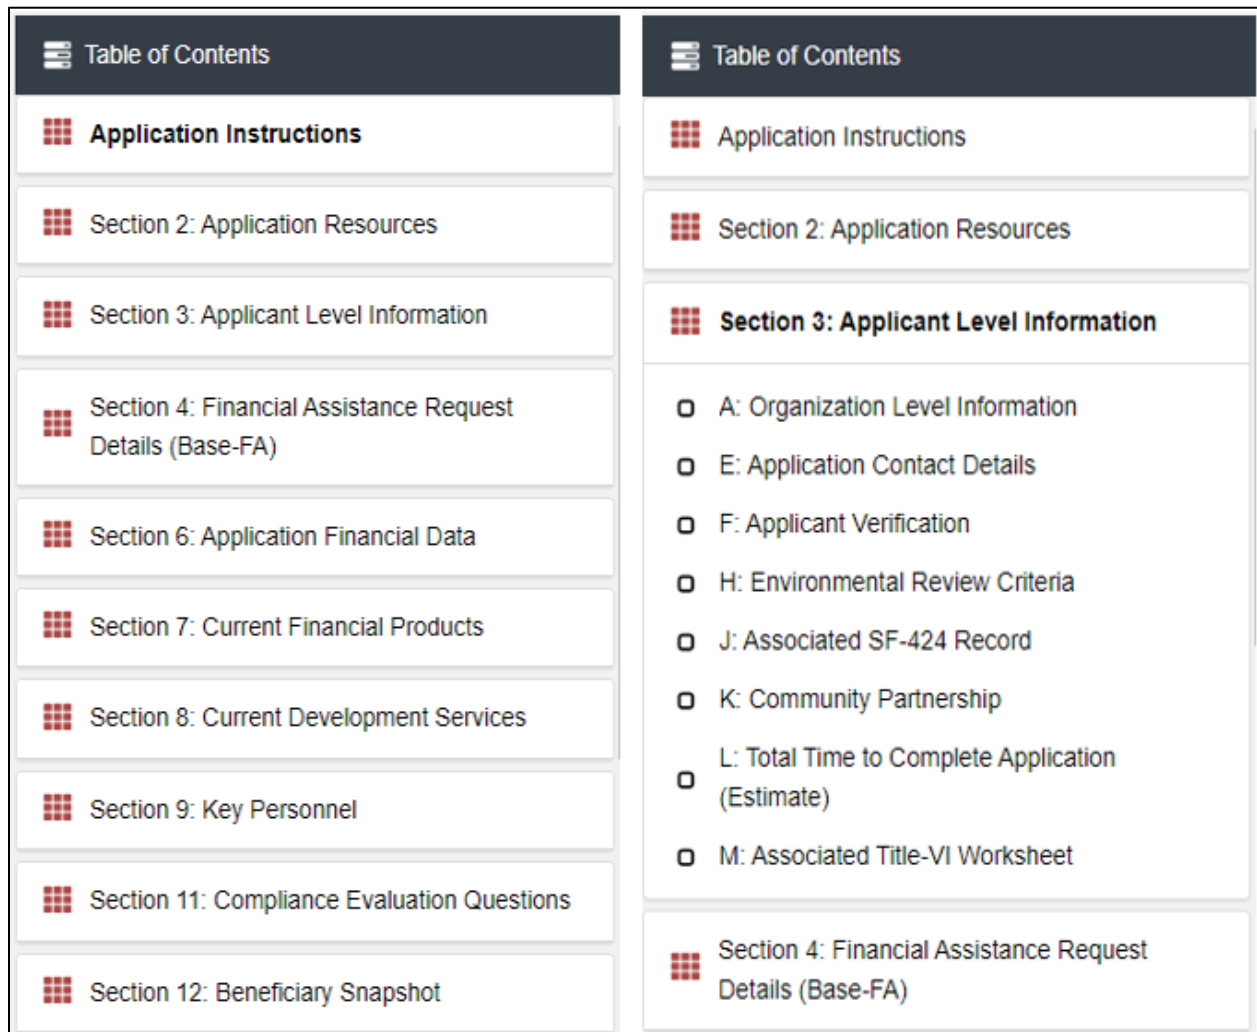 Table of Contents
Application Instructions
Section 2: Application Resources
Section 3: Applicant Level Information
Section 4: Financial Assistance Request
Details (Base-FA)
Section 6: Application Financial Data
Section 7: Current Financial Products
Section 8: Current Development Services
Section 9: Key Personnel
Section 11: Compliance Evaluation Questions
Section 12: Beneficiary Snapshot
Table of Contents
Application Instructions
Section 2: Application Resources
Section 3: Applicant Level Information
A: Organization Level Information
E: Application Contact Details
F: Applicant Verification
H: Environmental Review Criteria
J: Associated SF-424 Record
K: Community Partnership
L: Total Time to Complete Application
(Estimate)
M: Associated Title-VI Worksheet
Section 4: Financial Assistance Request
Details (Base-FA)